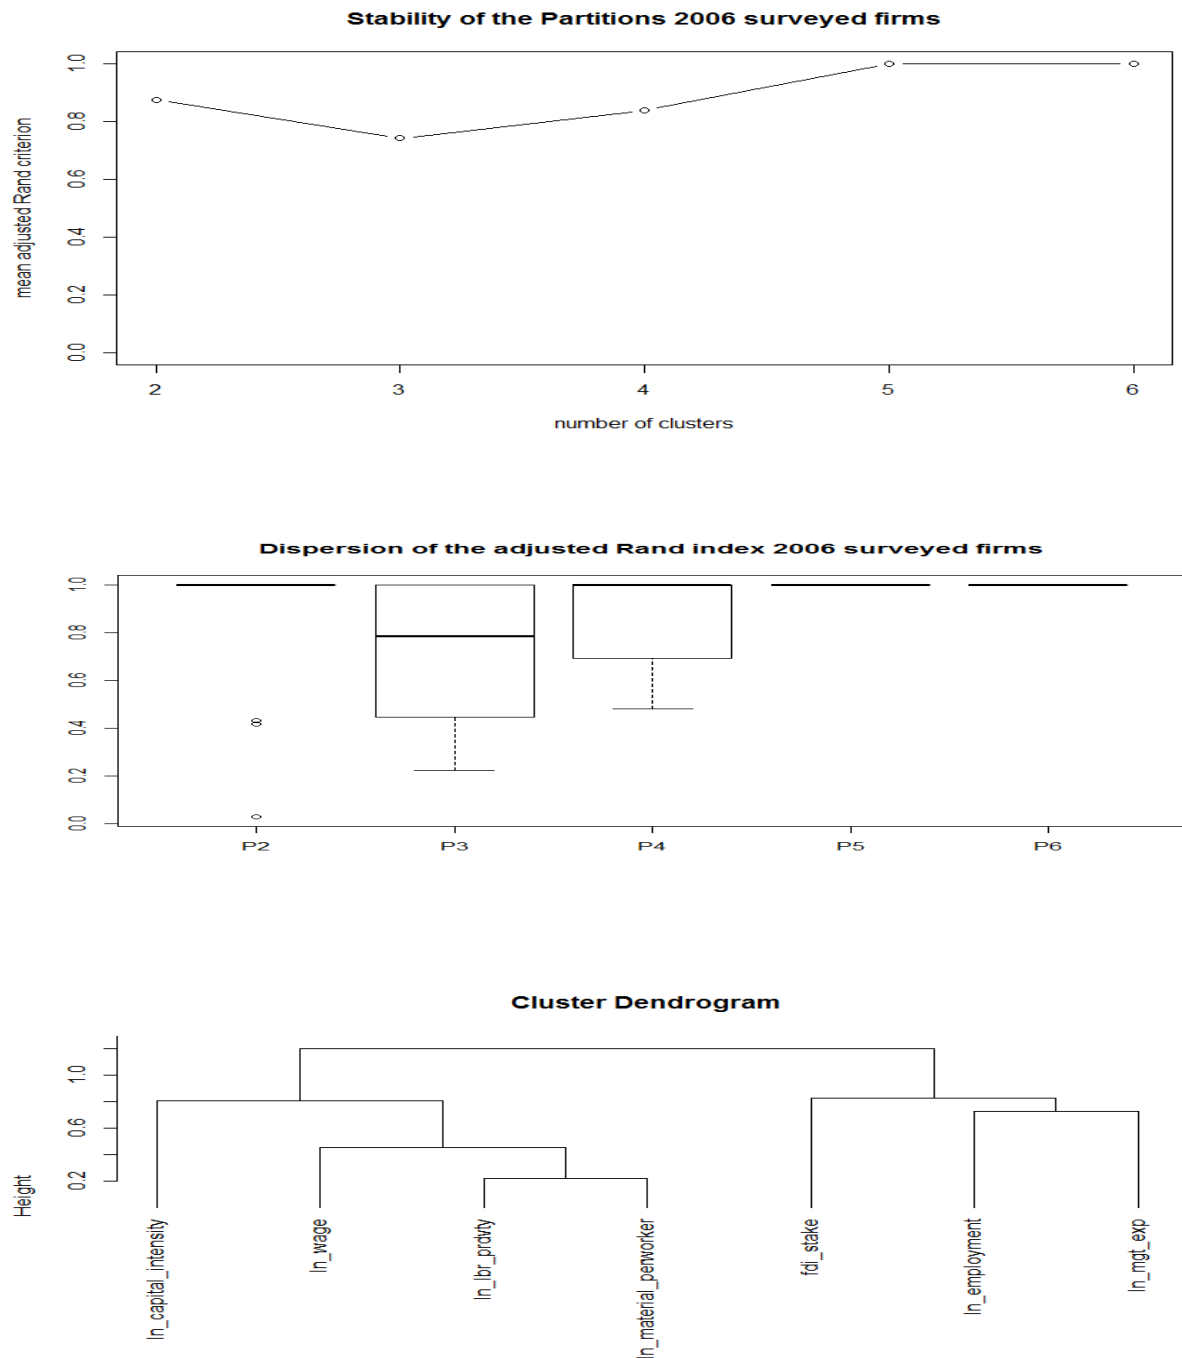 Stability of the Partitions 2006 surveyed firms
mean adjusted Rand criterion
1.0
0.8
0.6
0.4
0.2
0.0
2 3 4 5 6
number of clusters
Dispersion of the adjusted Rand index 2006 surveyed firms
1.0
0.8
0.6
0.4
0.2
0.0
P2 P3 P4 P5 P6
Cluster Dendrogram
Height
1.0
0.6
0.2
ln_capital_intensity
ln_wage
ln_lbr_prdvty
ln_material_perworker
fdi_stake
ln_employment
ln_mgt_exp